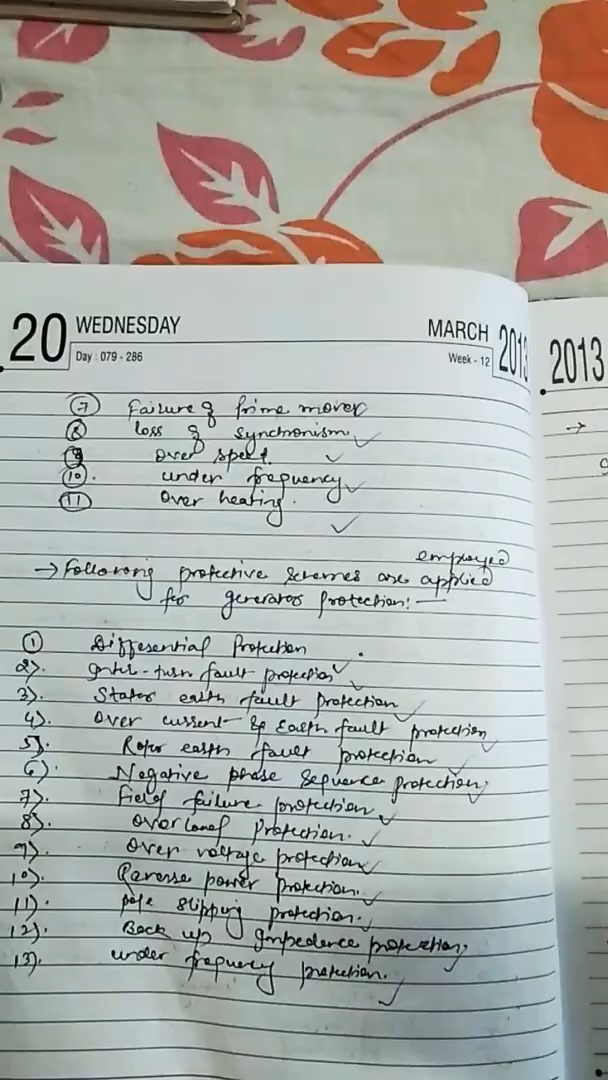 20 WEDNESDAY MARCH 2013 2013
Day : 079 - 286 Week - 12
7 Failure of prime mover
8 loss of synchronism
9 over speed
10. under frequency
11 Over heating.
employed
→ Following protective schemes are applied
for generator protection: —
1 Differential Protection
2). Inter-turn fault protection
3). Stator earth fault protection
4). Over current & Earth fault protection
5). Rotor earth fault protection
6). Negative phase sequence protection
7). Field failure protection
8). Overload Protection.
9). Over voltage protection
10). Reverse power protection.
11). pole slipping protection.
12). Back up Impedence protection
13). under frequency protection.